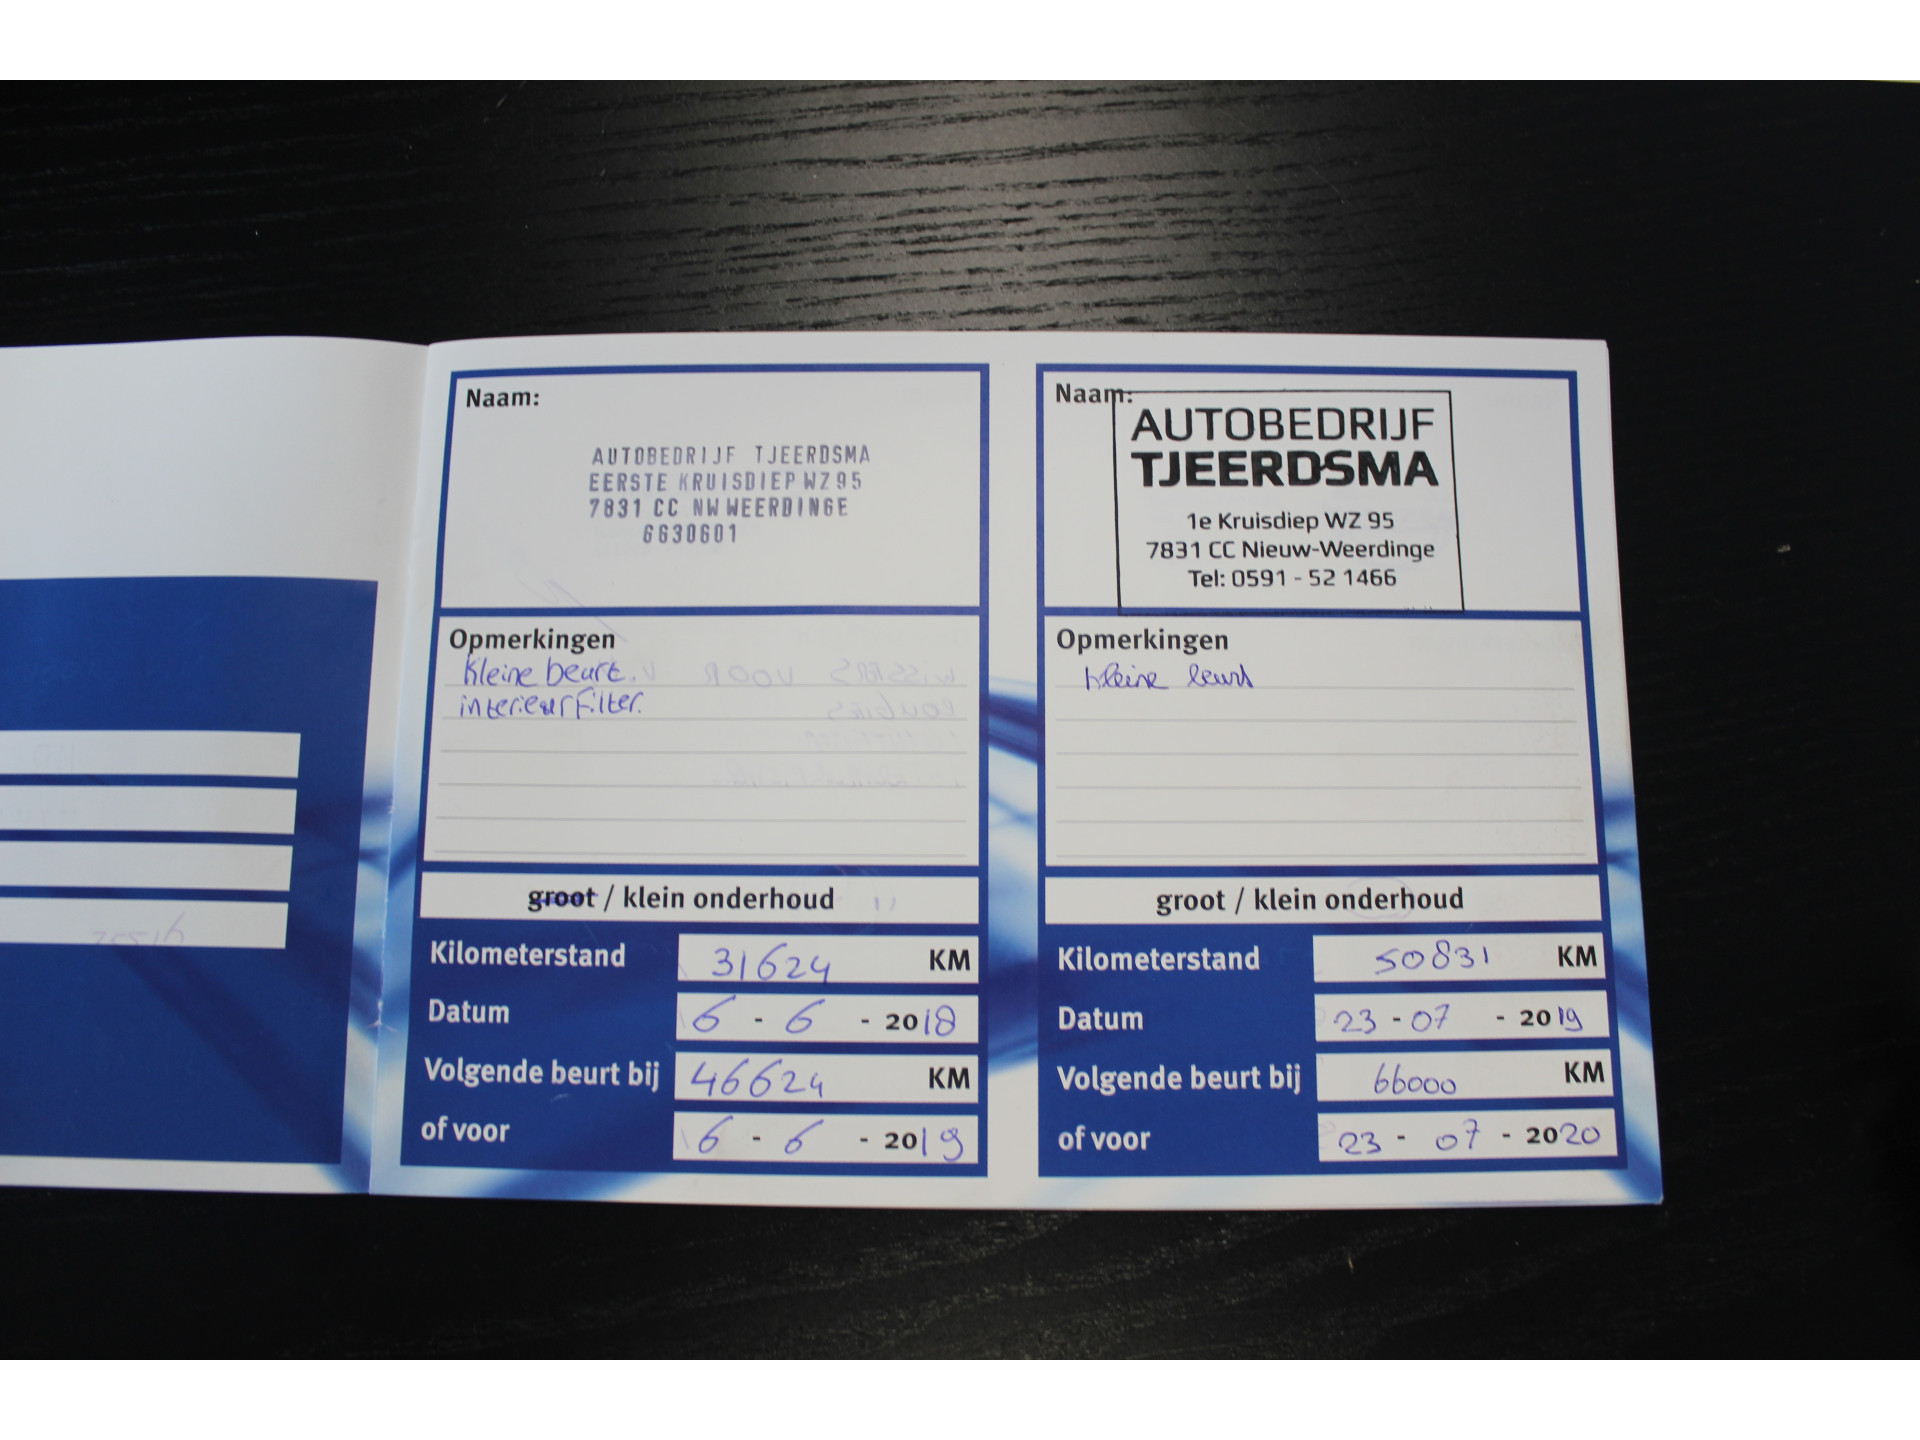 Naam:
AUTOBEDRIJF TJEERDSMA
EERSTE KRUISDIEP WZ 95
7831 CC NW WEERDINGE
6630601
Opmerkingen
kleine beurt.
interieurfilter.
groot / klein onderhoud
Kilometerstand 31624 KM
Datum 6 - 6 - 2018
Volgende beurt bij 46624 KM
of voor 6 - 6 - 2019
Naam:
AUTOBEDRIJF
TJEERDSMA
1e Kruisdiep WZ 95
7831 CC Nieuw-Weerdinge
Tel: 0591 - 52 1466
Opmerkingen
kleine beurt
groot / klein onderhoud
Kilometerstand 50831 KM
Datum 23 - 07 - 2019
Volgende beurt bij 66000 KM
of voor 23 - 07 - 2020